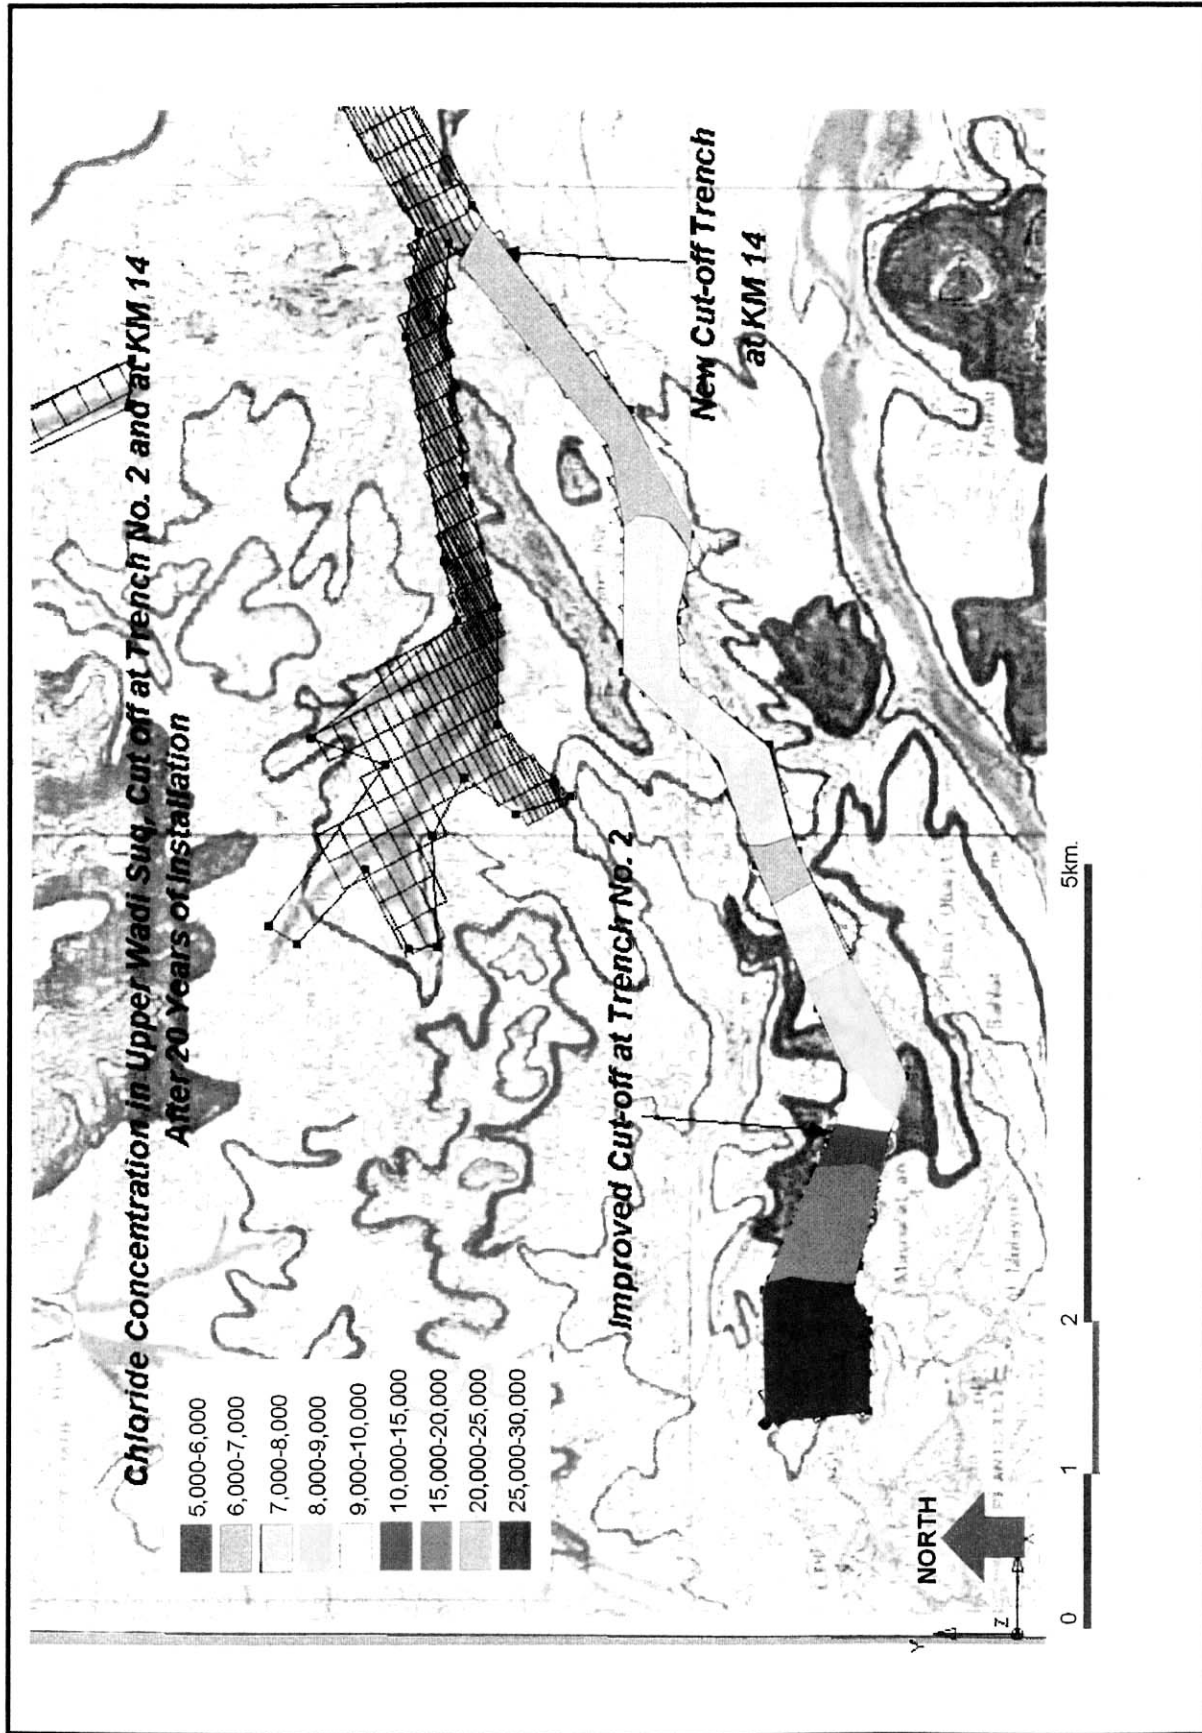 Chloride Concentration in Upper Wadi Suq, Cut off at Trench No. 2 and at KM 14
After 20 Years of Installation
5,000-6,000
6,000-7,000
7,000-8,000
8,000-9,000
9,000-10,000
10,000-15,000
15,000-20,000
20,000-25,000
25,000-30,000
New Cut-off Trench
at KM 14
Improved Cut-off at Trench No. 2
NORTH
Y
Z
X
0
1
2
5km.